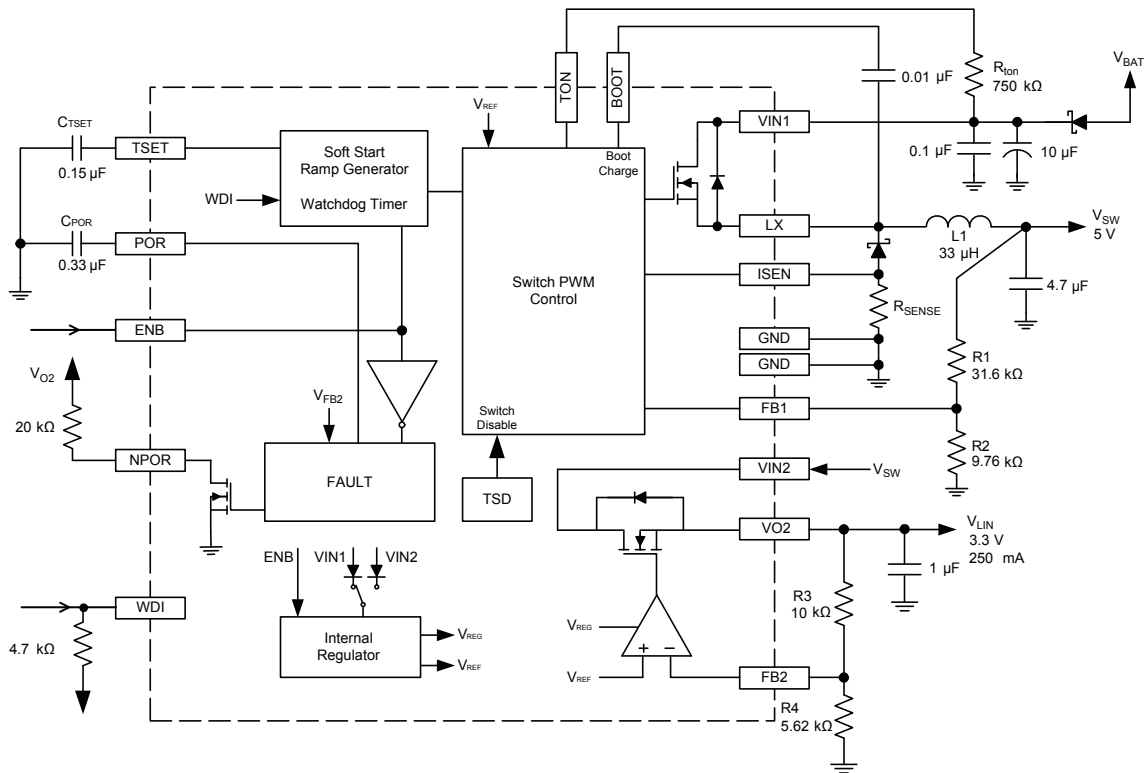 TON
BOOT
0.01 µF
Rton
750 kΩ
VBAT
VREF
CTSET
TSET
0.15 µF
Soft Start
Ramp Generator
Watchdog Timer
WDI
Boot
Charge
VIN1
0.1 µF
10 µF
CPOR
POR
0.33 µF
LX
L1
33 µH
VSW
5 V
Switch PWM
Control
ISEN
RSENSE
4.7 µF
ENB
GND
GND
R1
31.6 kΩ
VO2
20 kΩ
VFB2
Switch
Disable
FB1
R2
9.76 kΩ
NPOR
FAULT
TSD
VIN2
VSW
VO2
VLIN
3.3 V
250 mA
1 µF
ENB
VIN1
VIN2
R3
10 kΩ
WDI
4.7 kΩ
Internal
Regulator
VREG
VREF
VREG
+
–
VREF
FB2
R4
5.62 kΩ